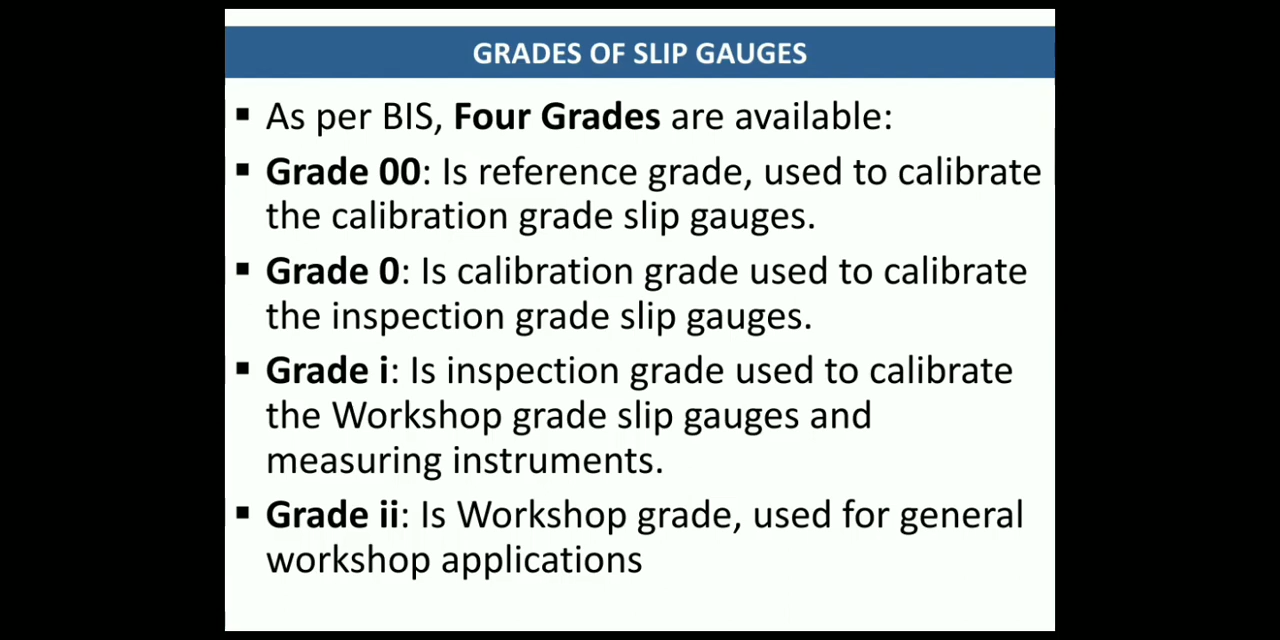 GRADES OF SLIP GAUGES
▪ As per BIS, Four Grades are available:
▪ Grade 00: Is reference grade, used to calibrate
the calibration grade slip gauges.
▪ Grade 0: Is calibration grade used to calibrate
the inspection grade slip gauges.
▪ Grade i: Is inspection grade used to calibrate
the Workshop grade slip gauges and
measuring instruments.
▪ Grade ii: Is Workshop grade, used for general
workshop applications